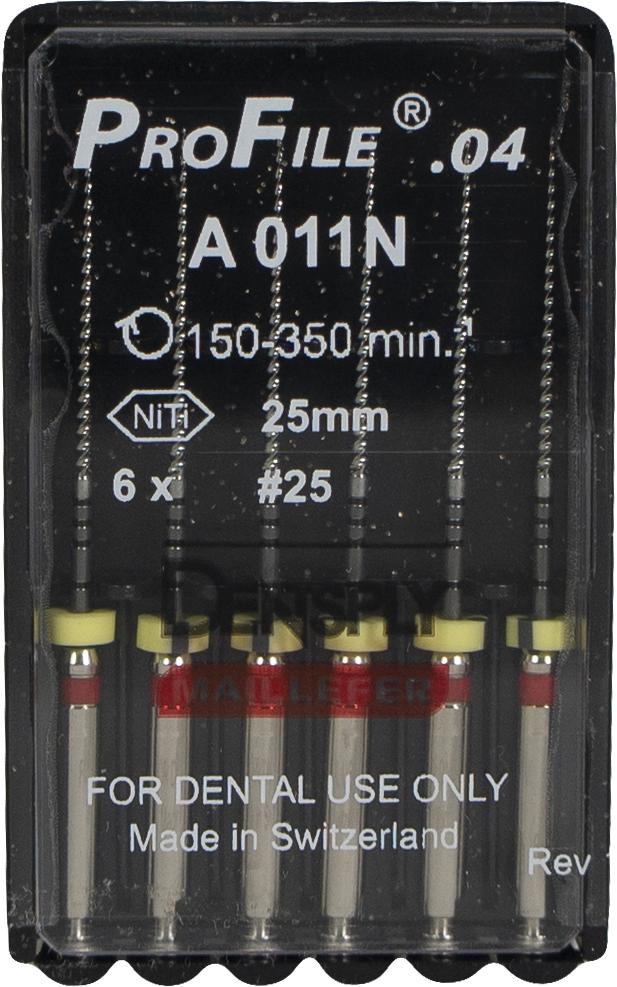 PROFILE® .04
A 011N
150-350 min.-1
NiTi 25mm
6 x #25
DENSPLY
MAILLEFER
FOR DENTAL USE ONLY
Made in Switzerland
Rev